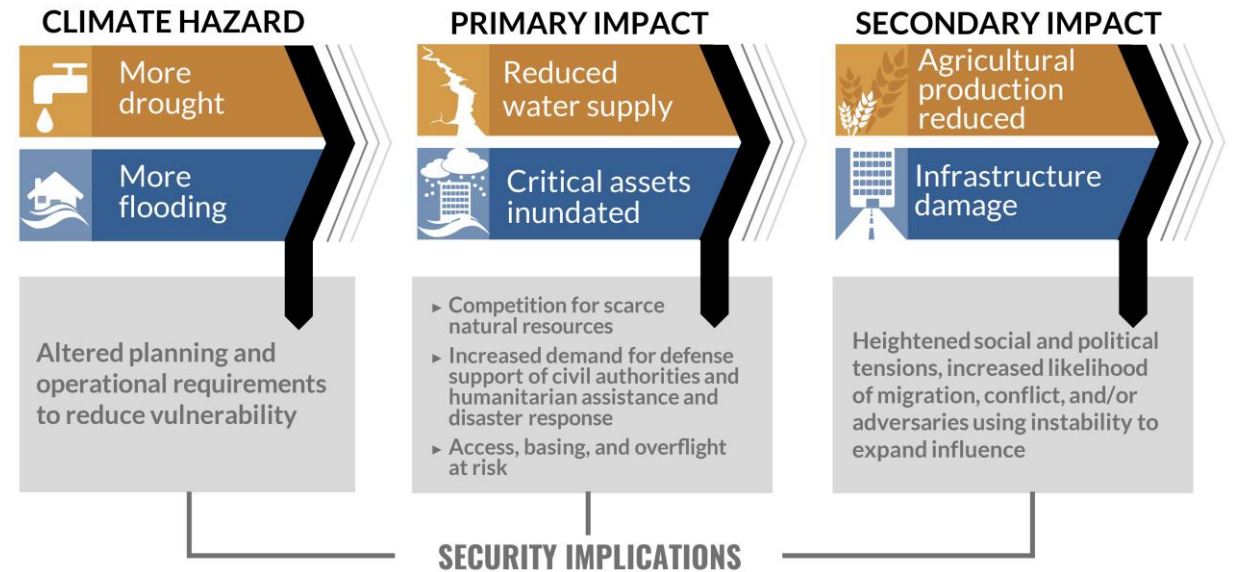 CLIMATE HAZARD
More
drought
More
flooding
Altered planning and
operational requirements
to reduce vulnerability
PRIMARY IMPACT
Reduced
water supply
Critical assets
inundated
▸ Competition for scarce
natural resources
▸ Increased demand for defense
support of civil authorities and
humanitarian assistance and
disaster response
▸ Access, basing, and overflight
at risk
SECONDARY IMPACT
Agricultural
production
reduced
Infrastructure
damage
Heightened social and political
tensions, increased likelihood
of migration, conflict, and/or
adversaries using instability to
expand influence
SECURITY IMPLICATIONS